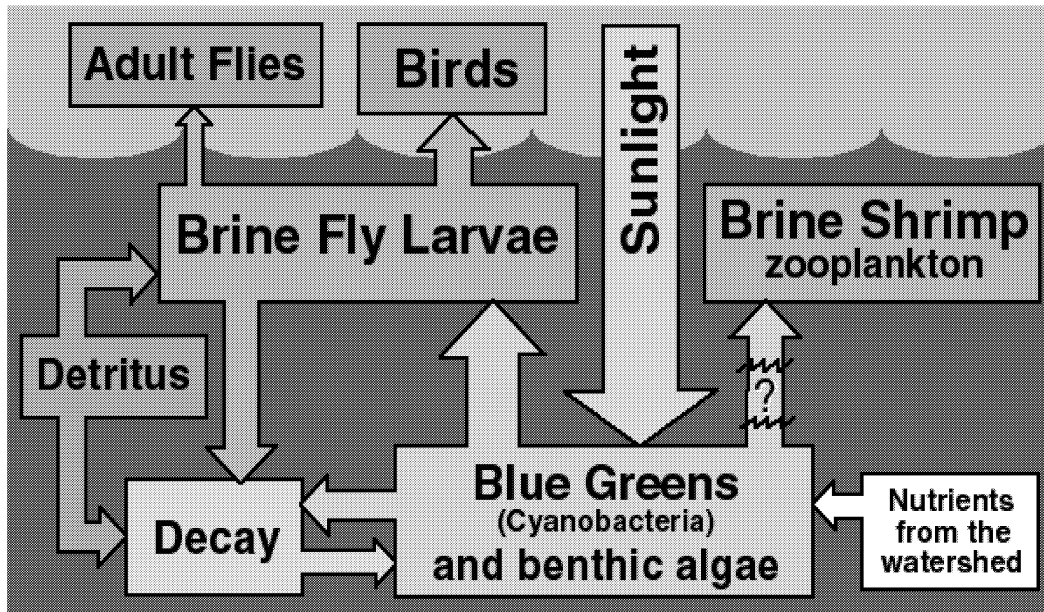 Adult Flies
Birds
Sunlight
Brine Fly Larvae
Brine Shrimp
zooplankton
Detritus
?
Blue Greens
(Cyanobacteria)
and benthic algae
Decay
Nutrients
from the
watershed